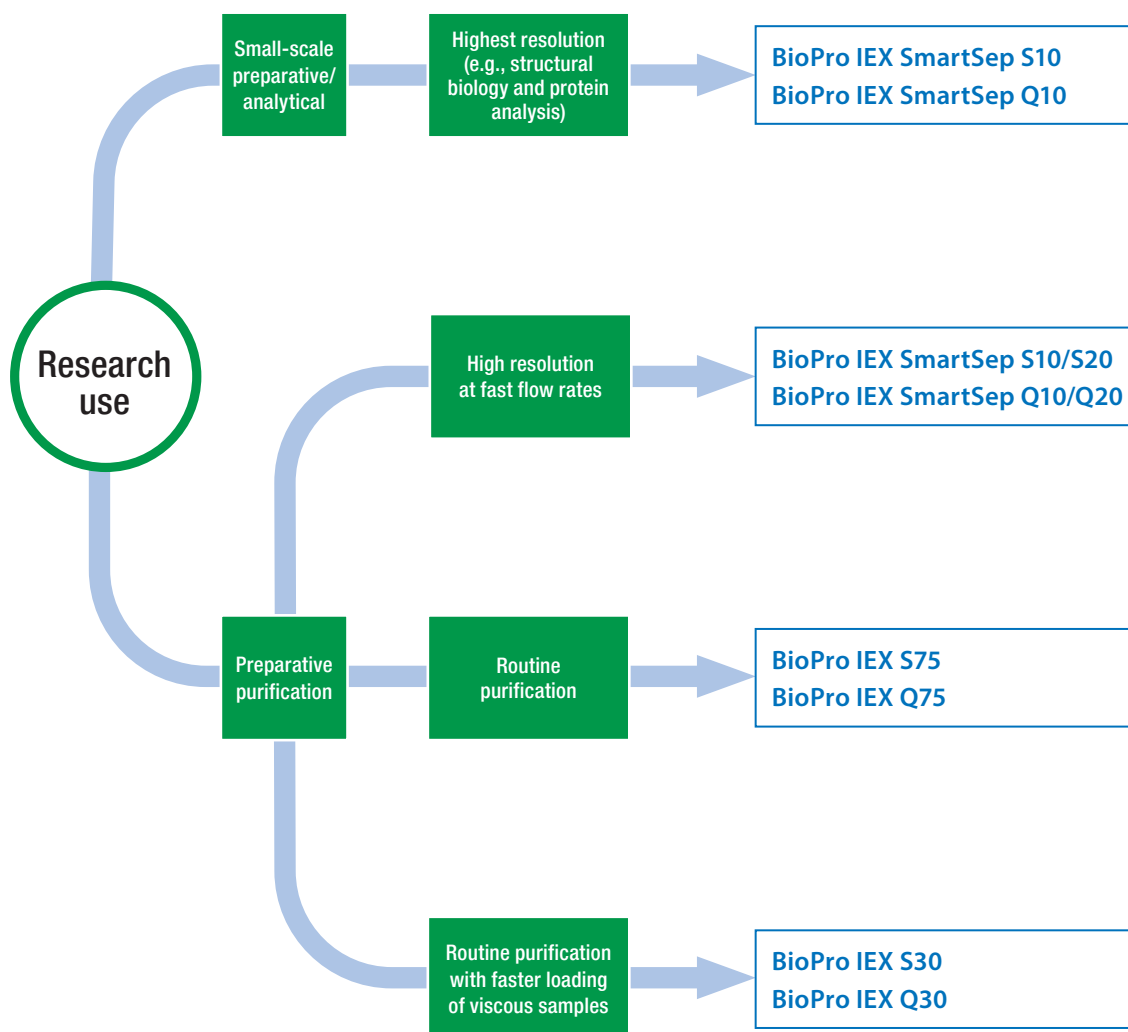 Small-scale
preparative/
analytical
Highest resolution
(e.g., structural
biology and protein
analysis)
BioPro IEX SmartSep S10
BioPro IEX SmartSep Q10
Research
use
High resolution
at fast flow rates
BioPro IEX SmartSep S10/S20
BioPro IEX SmartSep Q10/Q20
Preparative
purification
Routine
purification
BioPro IEX S75
BioPro IEX Q75
Routine purification
with faster loading
of viscous samples
BioPro IEX S30
BioPro IEX Q30